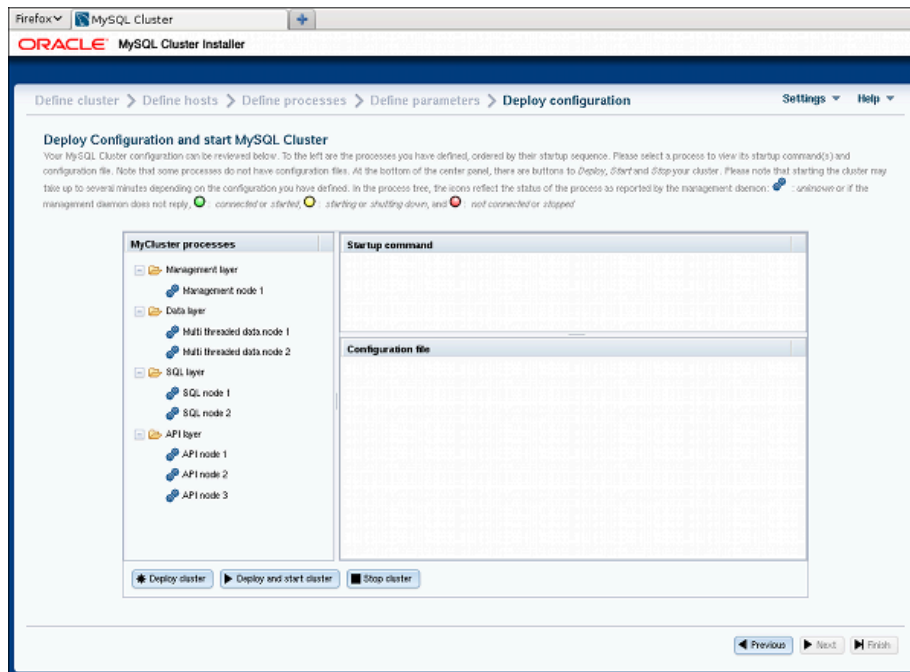 Firefox
MySQL Cluster
ORACLE MySQL Cluster Installer
Define cluster > Define hosts > Define processes > Define parameters > Deploy configuration
Settings Help
Deploy Configuration and start MySQL Cluster
Your MySQL Cluster configuration can be reviewed below. To the left are the processes you have defined, ordered by their startup sequence. Please select a process to view its startup command(s) and
configuration file. Note that some processes do not have configuration files. At the bottom of the center panel, there are buttons to Deploy, Start and Stop your cluster. Please note that starting the cluster may
take up to several minutes depending on the configuration you have defined. In the process tree, the icons reflect the status of the process as reported by the management daemon: : unknown or if the
management daemon does not reply, : connected or started, : starting or shutting down, and : not connected or stopped
MyCluster processes
Management layer
Management node 1
Data layer
Multi threaded data node 1
Multi threaded data node 2
SQL layer
SQL node 1
SQL node 2
API layer
API node 1
API node 2
API node 3
Startup command
Configuration file
Deploy cluster
Deploy and start cluster
Stop cluster
Previous
Next
Finish